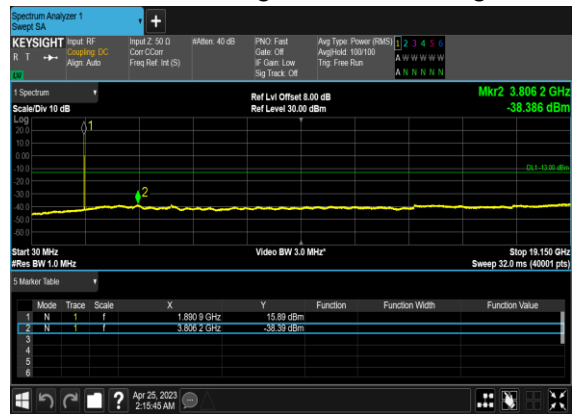 Spectrum Analyzer 1
Swept SA
+
KEYSIGHT Input: RF Input Z: 50 Ω #Atten: 40 dB PNO: Fast Avg Type: Power (RMS) 1 2 3 4 5 6
R T Coupling: DC Corr CCorr Gate: Off Avg|Hold: 100/100 A W W W W W
Align: Auto Freq Ref: Int (S) IF Gain: Low Trig: Free Run
LW Sig Track: Off A N N N N N
1 Spectrum Ref Lvl Offset 8.00 dB Mkr2 3.806 2 GHz
Scale/Div 10 dB Ref Level 30.00 dBm -38.386 dBm
Log
20.0
1
10.0
0.00
-10.0
DL1 -13.00 dBm
-20.0
-30.0
2
-40.0
-50.0
-60.0
Start 30 MHz Video BW 3.0 MHz* Stop 19.150 GHz
#Res BW 1.0 MHz Sweep 32.0 ms (40001 pts)
5 Marker Table
Mode Trace Scale X Y Function Function Width Function Value
1 N 1 f 1.890 9 GHz 15.89 dBm
2 N 1 f 3.806 2 GHz -38.39 dBm
3
4
5
6
? Apr 25, 2023
2:15:45 AM